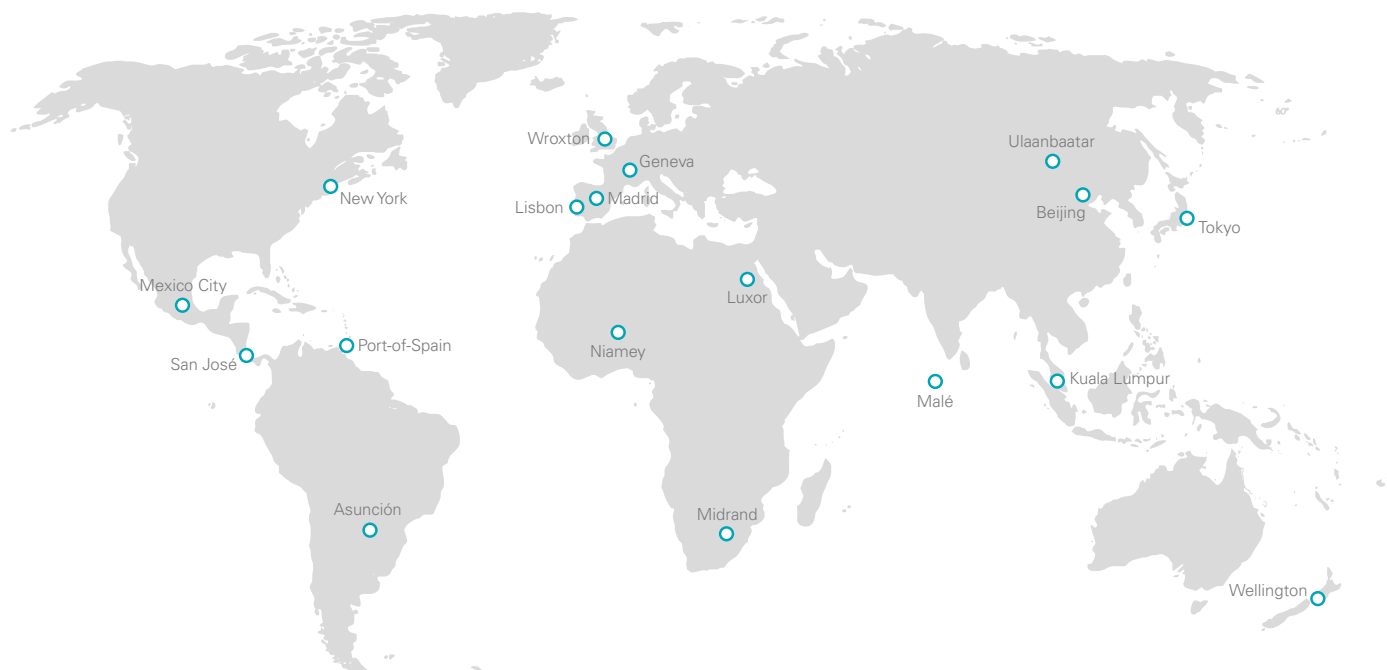 Ulaanbaatar
Wroxton
Geneva
New York
Madrid
Lisbon
Beijing
Tokyo
Mexico City
Luxor
Port-of-Spain
Niamey
San José
Kuala Lumpur
Malé
Asunción
Midrand
Wellington